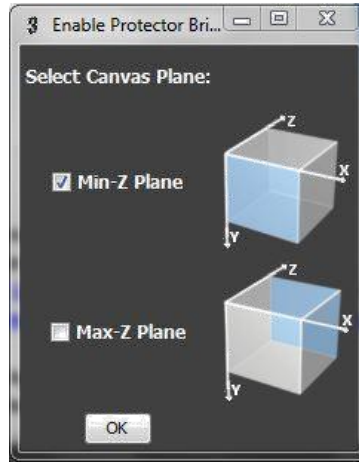 Enable Protector Bri...
Select Canvas Plane:
Z
X
Y
Min-Z Plane
Z
X
Y
Max-Z Plane
OK